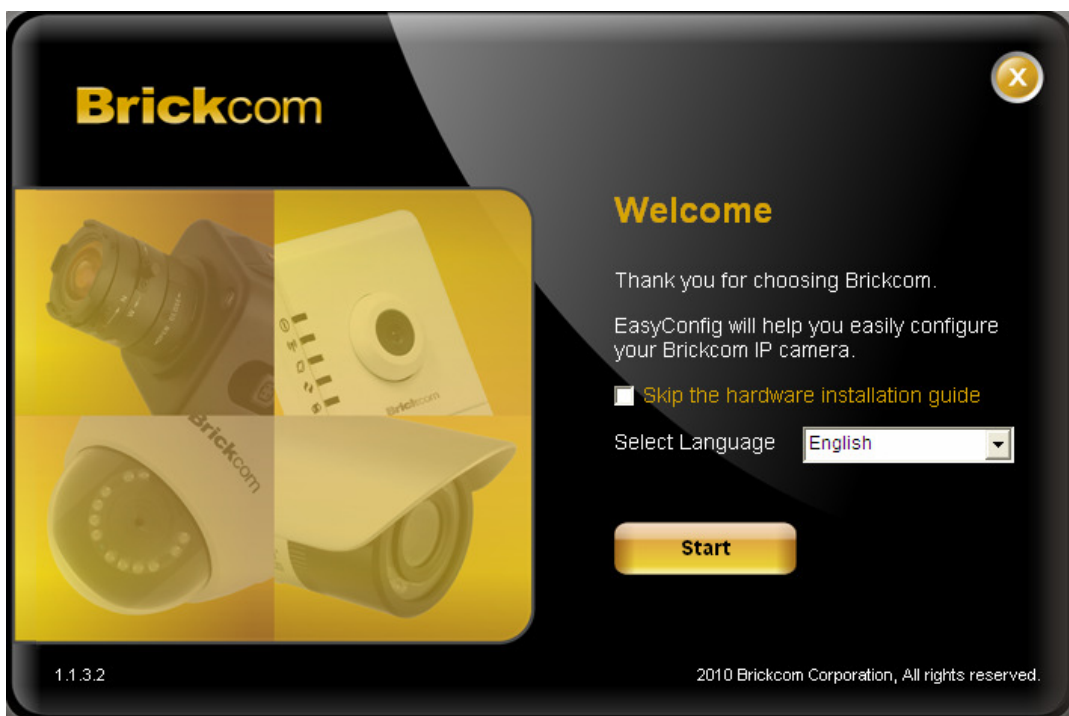 Brickcom
X
Welcome
Thank you for choosing Brickcom.
EasyConfig will help you easily configure
your Brickcom IP camera.
Skip the hardware installation guide
Select Language English
Start
Brickcom
Brickcom
1.1.3.2
2010 Brickcom Corporation, All rights reserved.